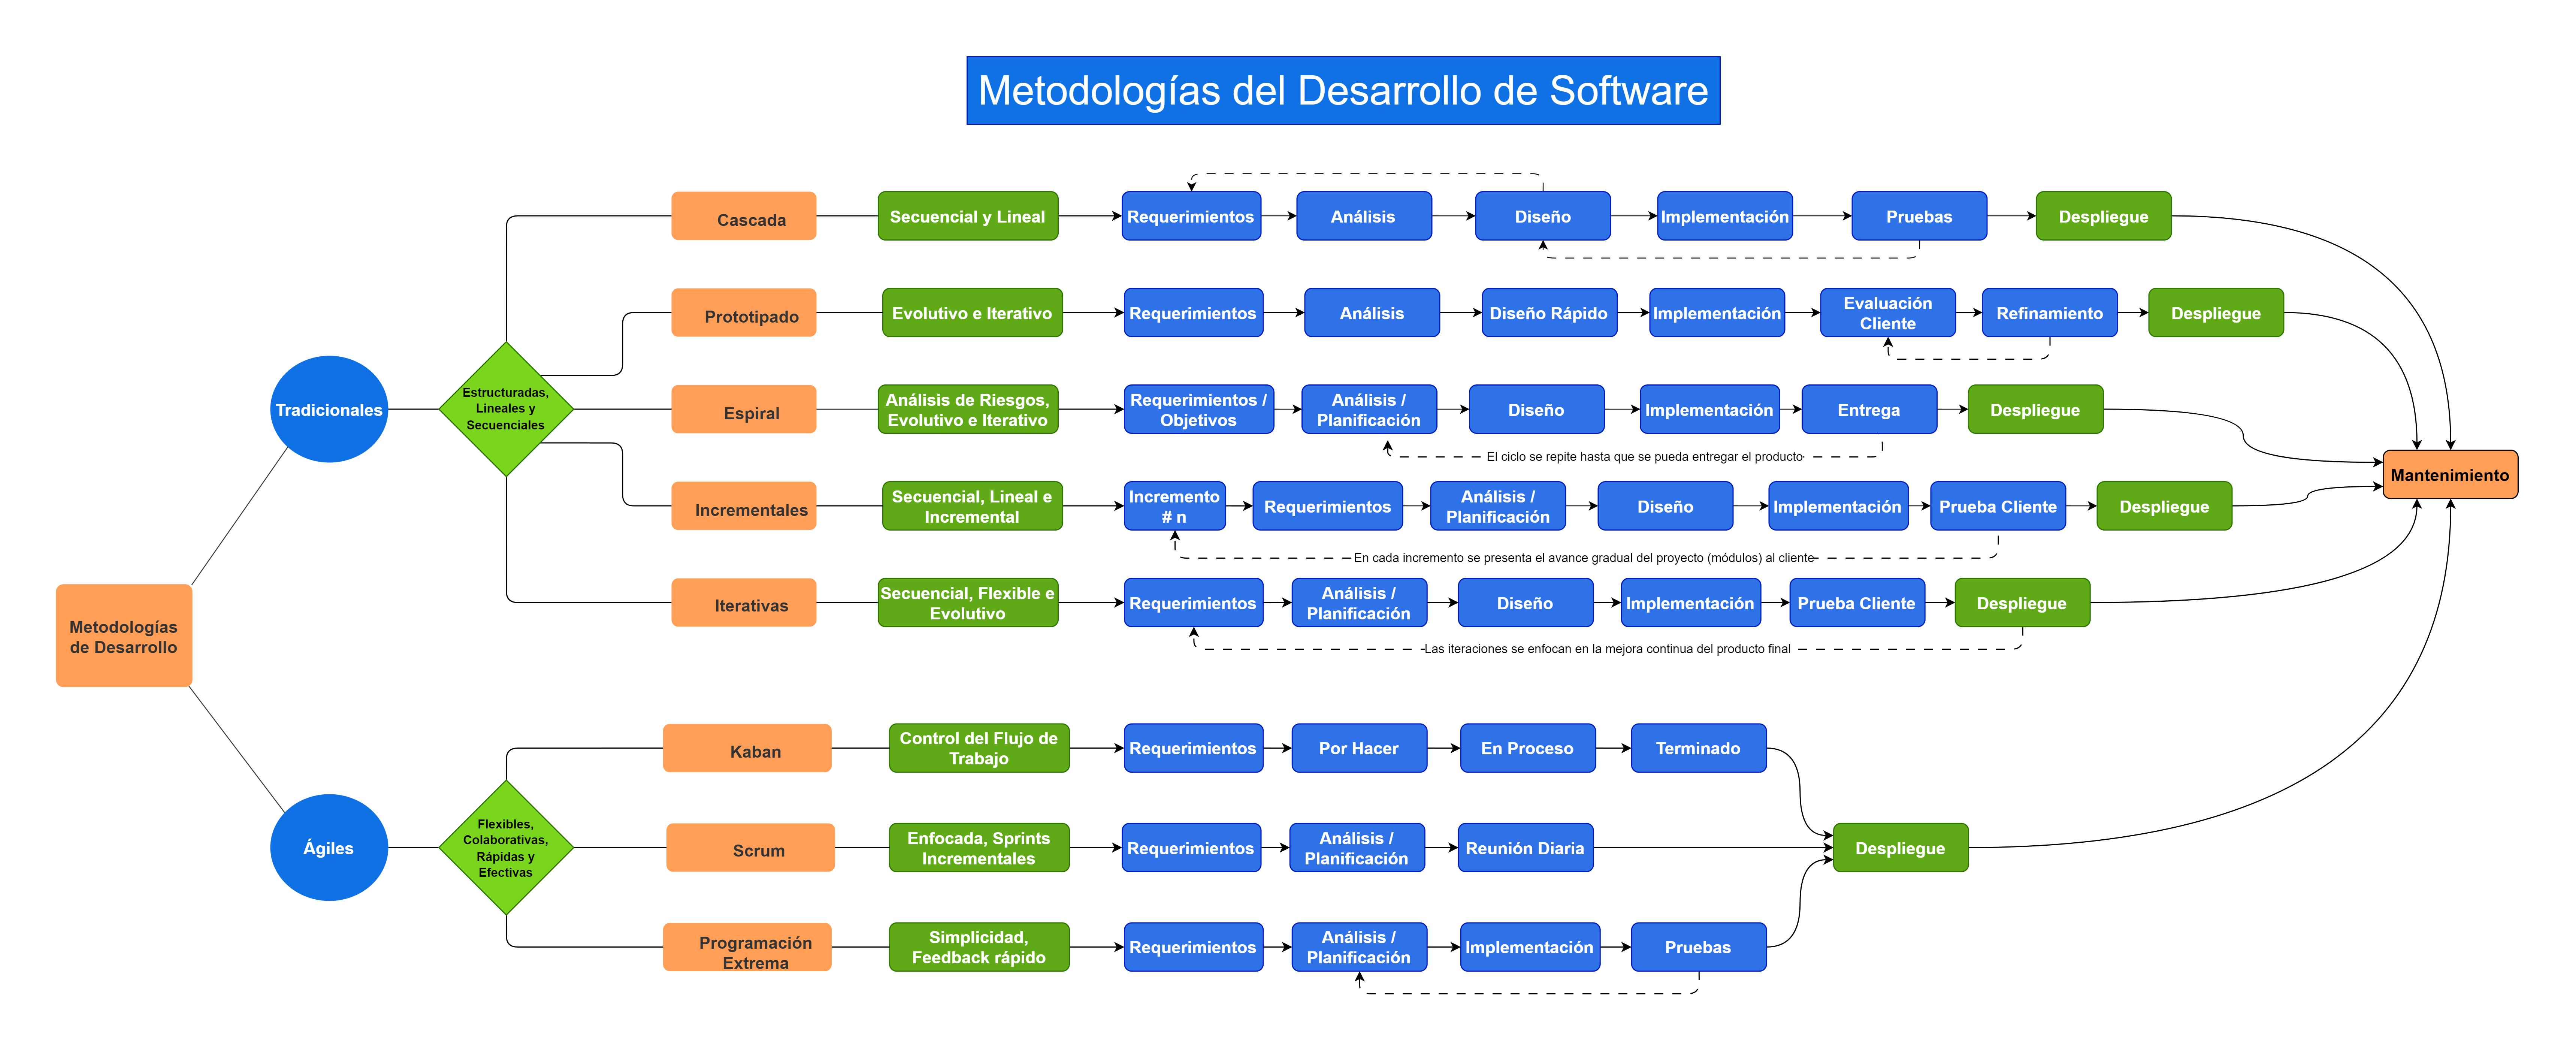 Metodologías del Desarrollo de Software
Cascada
Secuencial y Lineal
Requerimientos
Análisis
Diseño
Implementación
Pruebas
Despliegue
Prototipado
Evolutivo e Iterativo
Requerimientos
Análisis
Diseño Rápido
Implementación
Evaluación
Cliente
Refinamiento
Despliegue
Tradicionales
Estructuradas,
Lineales y
Secuenciales
Espiral
Análisis de Riesgos,
Evolutivo e Iterativo
Requerimientos /
Objetivos
Análisis /
Planificación
Diseño
Implementación
Entrega
Despliegue
El ciclo se repite hasta que se pueda entregar el producto
Mantenimiento
Incrementales
Secuencial, Lineal e
Incremental
Incremento
# n
Requerimientos
Análisis /
Planificación
Diseño
Implementación
Prueba Cliente
Despliegue
En cada incremento se presenta el avance gradual del proyecto (módulos) al cliente
Iterativas
Secuencial, Flexible e
Evolutivo
Requerimientos
Análisis /
Planificación
Diseño
Implementación
Prueba Cliente
Despliegue
Las iteraciones se enfocan en la mejora continua del producto final
Metodologías
de Desarrollo
Kaban
Control del Flujo de
Trabajo
Requerimientos
Por Hacer
En Proceso
Terminado
Ágiles
Flexibles,
Colaborativas,
Rápidas y
Efectivas
Scrum
Enfocada, Sprints
Incrementales
Requerimientos
Análisis /
Planificación
Reunión Diaria
Despliegue
Programación
Extrema
Simplicidad,
Feedback rápido
Requerimientos
Análisis /
Planificación
Implementación
Pruebas